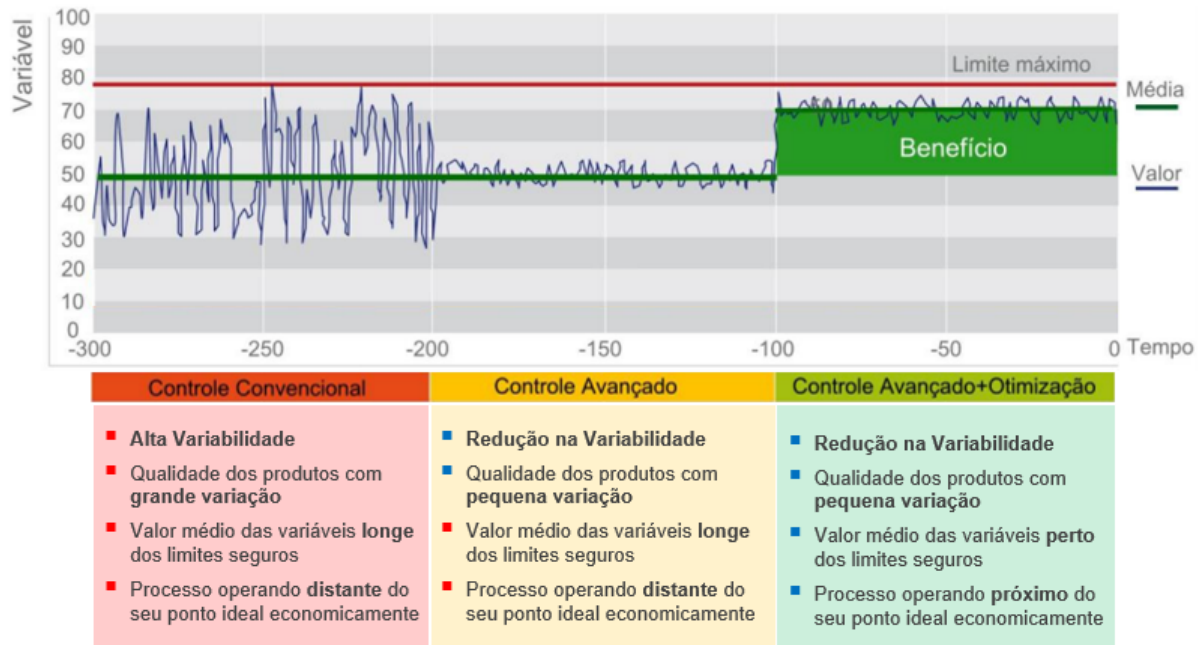 Variável
100
90
80
70
60
50
40
30
20
10
0
Limite máximo
Benefício
Média
Valor
-300
-250
-200
-150
-100
-50
0
Tempo
Controle Convencional
Alta Variabilidade
Qualidade dos produtos com
grande variação
Valor médio das variáveis longe
dos limites seguros
Processo operando distante do
seu ponto ideal economicamente
Controle Avançado
Redução na Variabilidade
Qualidade dos produtos com
pequena variação
Valor médio das variáveis longe
dos limites seguros
Processo operando distante do
seu ponto ideal economicamente
Controle Avançado+Otimização
Redução na Variabilidade
Qualidade dos produtos com
pequena variação
Valor médio das variáveis perto
dos limites seguros
Processo operando próximo do
seu ponto ideal economicamente